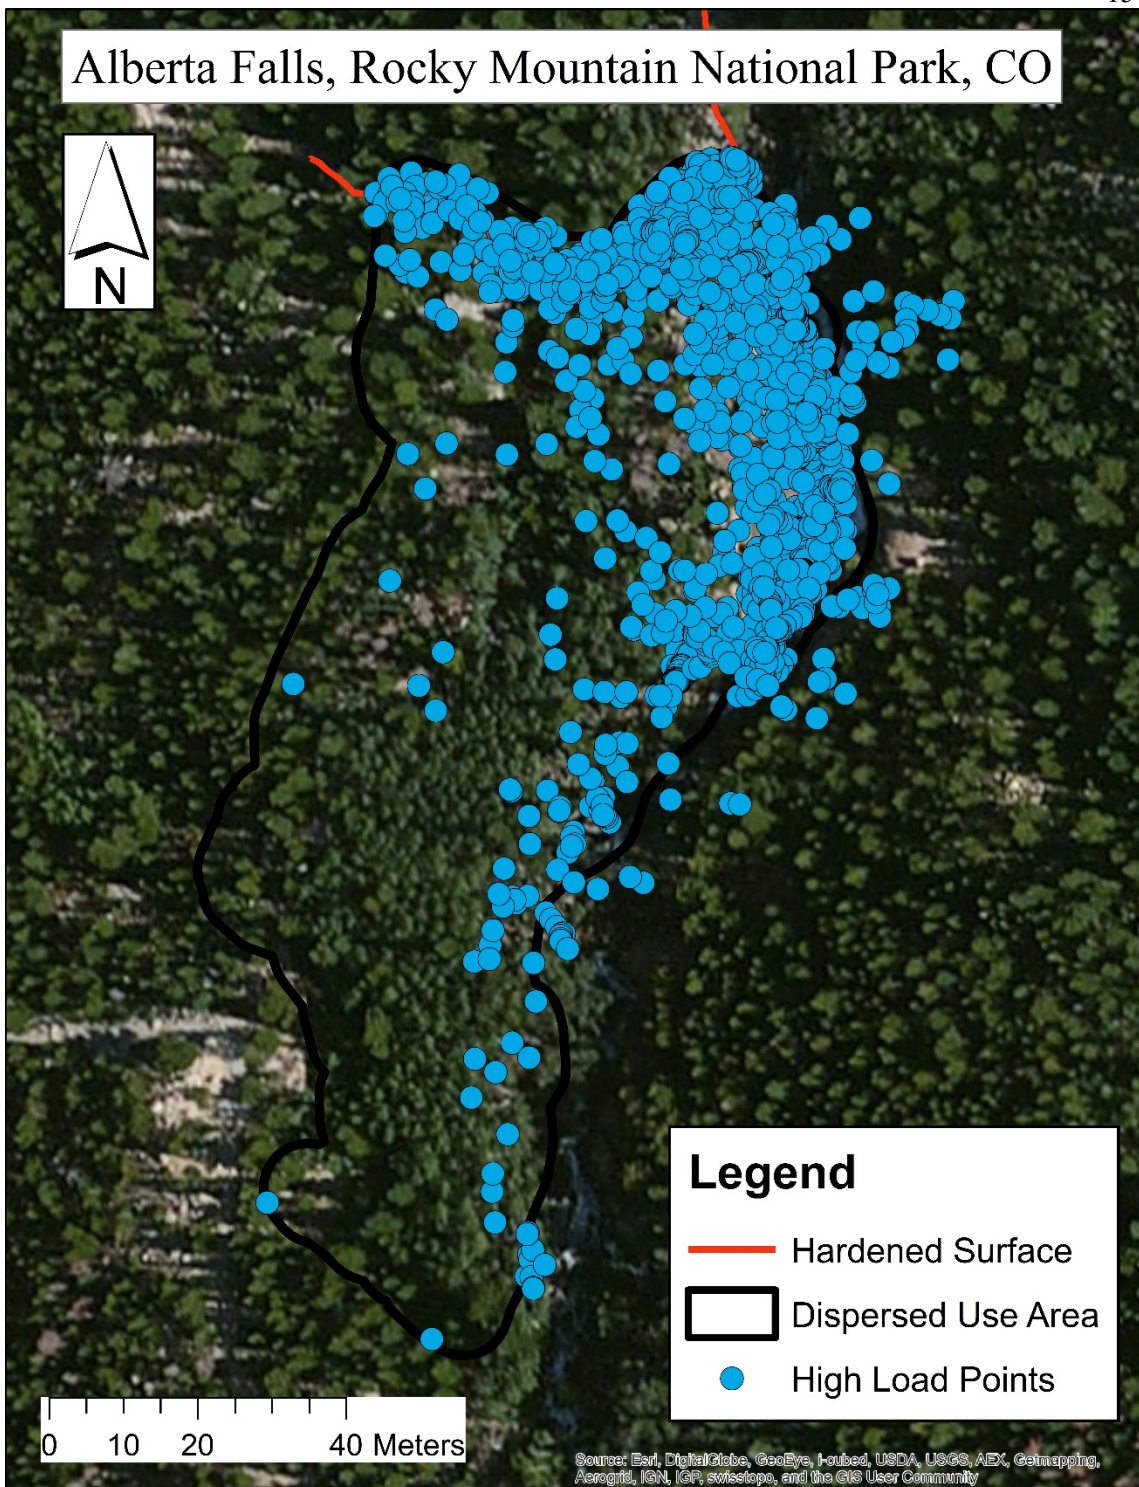 Alberta Falls, Rocky Mountain National Park, CO
N
Legend
Hardened Surface
Dispersed Use Area
High Load Points
0 10 20 40 Meters
Source: Esri, DigitalGlobe, GeoEye, i-cubed, USDA, USGS, AEX, Getmapping,
Aerogrid, IGN, IGP, swisstopo, and the GIS User Community